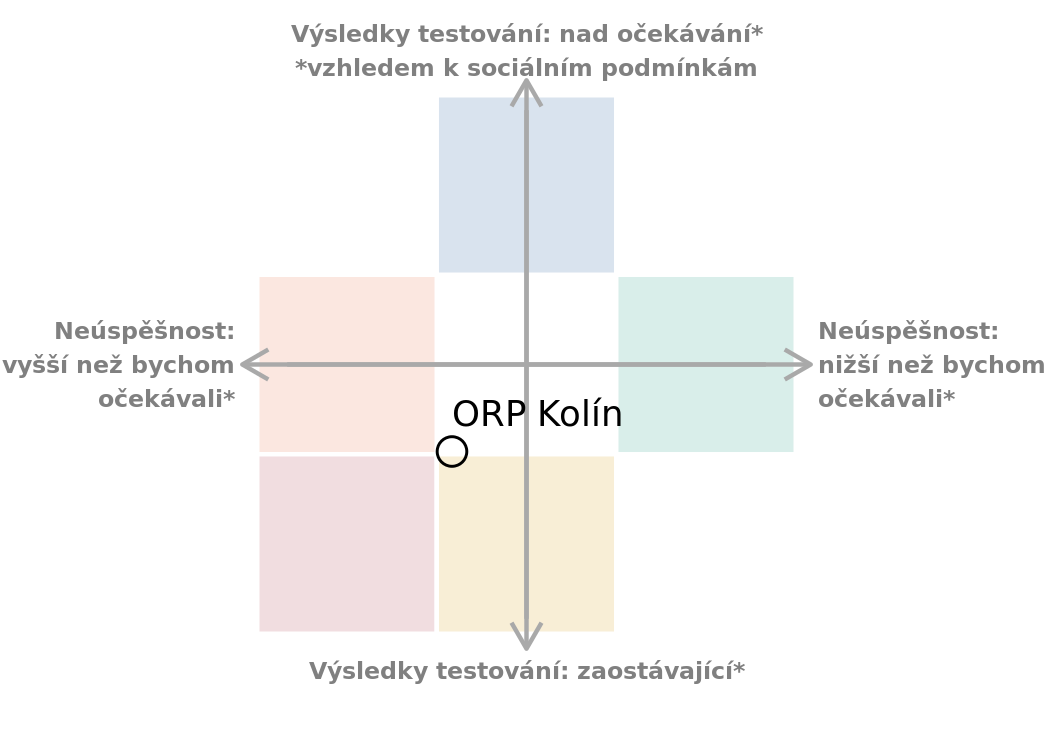 Výsledky testování: nad očekávání*
*vzhledem k sociálním podmínkám
Neúspěšnost:
vyšší než bychom
očekávali*
Neúspěšnost:
nižší než bychom
očekávali*
ORP Kolín
Výsledky testování: zaostávající*